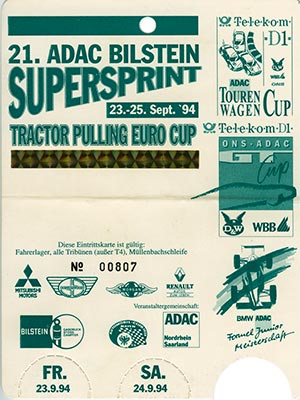 21. ADAC BILSTEIN
SUPERSPRINT
23.-25. Sept. '94
TRACTOR PULLING EURO CUP
Telekom D1
ADAC
ONS
WBB
TOUREN
WAGEN CUP
Telekom D1
ONS-ADAC
GT
Cup
D&W
WBB
Diese Eintrittskarte ist gültig:
Fahrerlager, alle Tribünen (außer T4), Müllenbachschleife
№ 00807
MITSUBISHI
MOTORS
MORGAN
RENAULT
Veranstaltergemeinschaft:
BILSTEIN
ADAC
Nordrhein
Saarland
BMW ADAC
Formel Junior
Meisterschaft
FR.
23.9.94
SA.
24.9.94